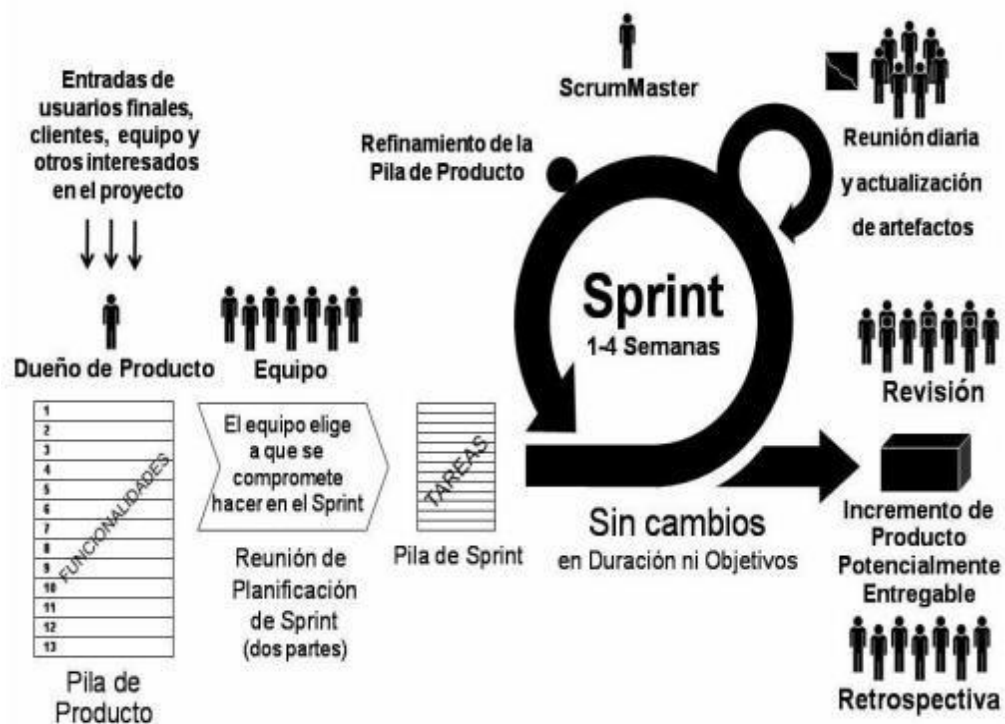 Entradas de
usuarios finales,
clientes, equipo y
otros interesados
en el proyecto
Dueño de Producto
1
2
3
4
5
6
7
8
9
10
11
12
13
FUNCIONALIDADES
Pila de
Producto
Equipo
El equipo elige
a que se
compromete
hacer en el Sprint
Reunión de
Planificación
de Sprint
(dos partes)
TAREAS
Pila de Sprint
ScrumMaster
Refinamiento de la
Pila de Producto
Sprint
1-4 Semanas
Sin cambios
en Duración ni Objetivos
Reunión diaria
y actualización
de artefactos
Revisión
Incremento de
Producto
Potencialmente
Entregable
Retrospectiva